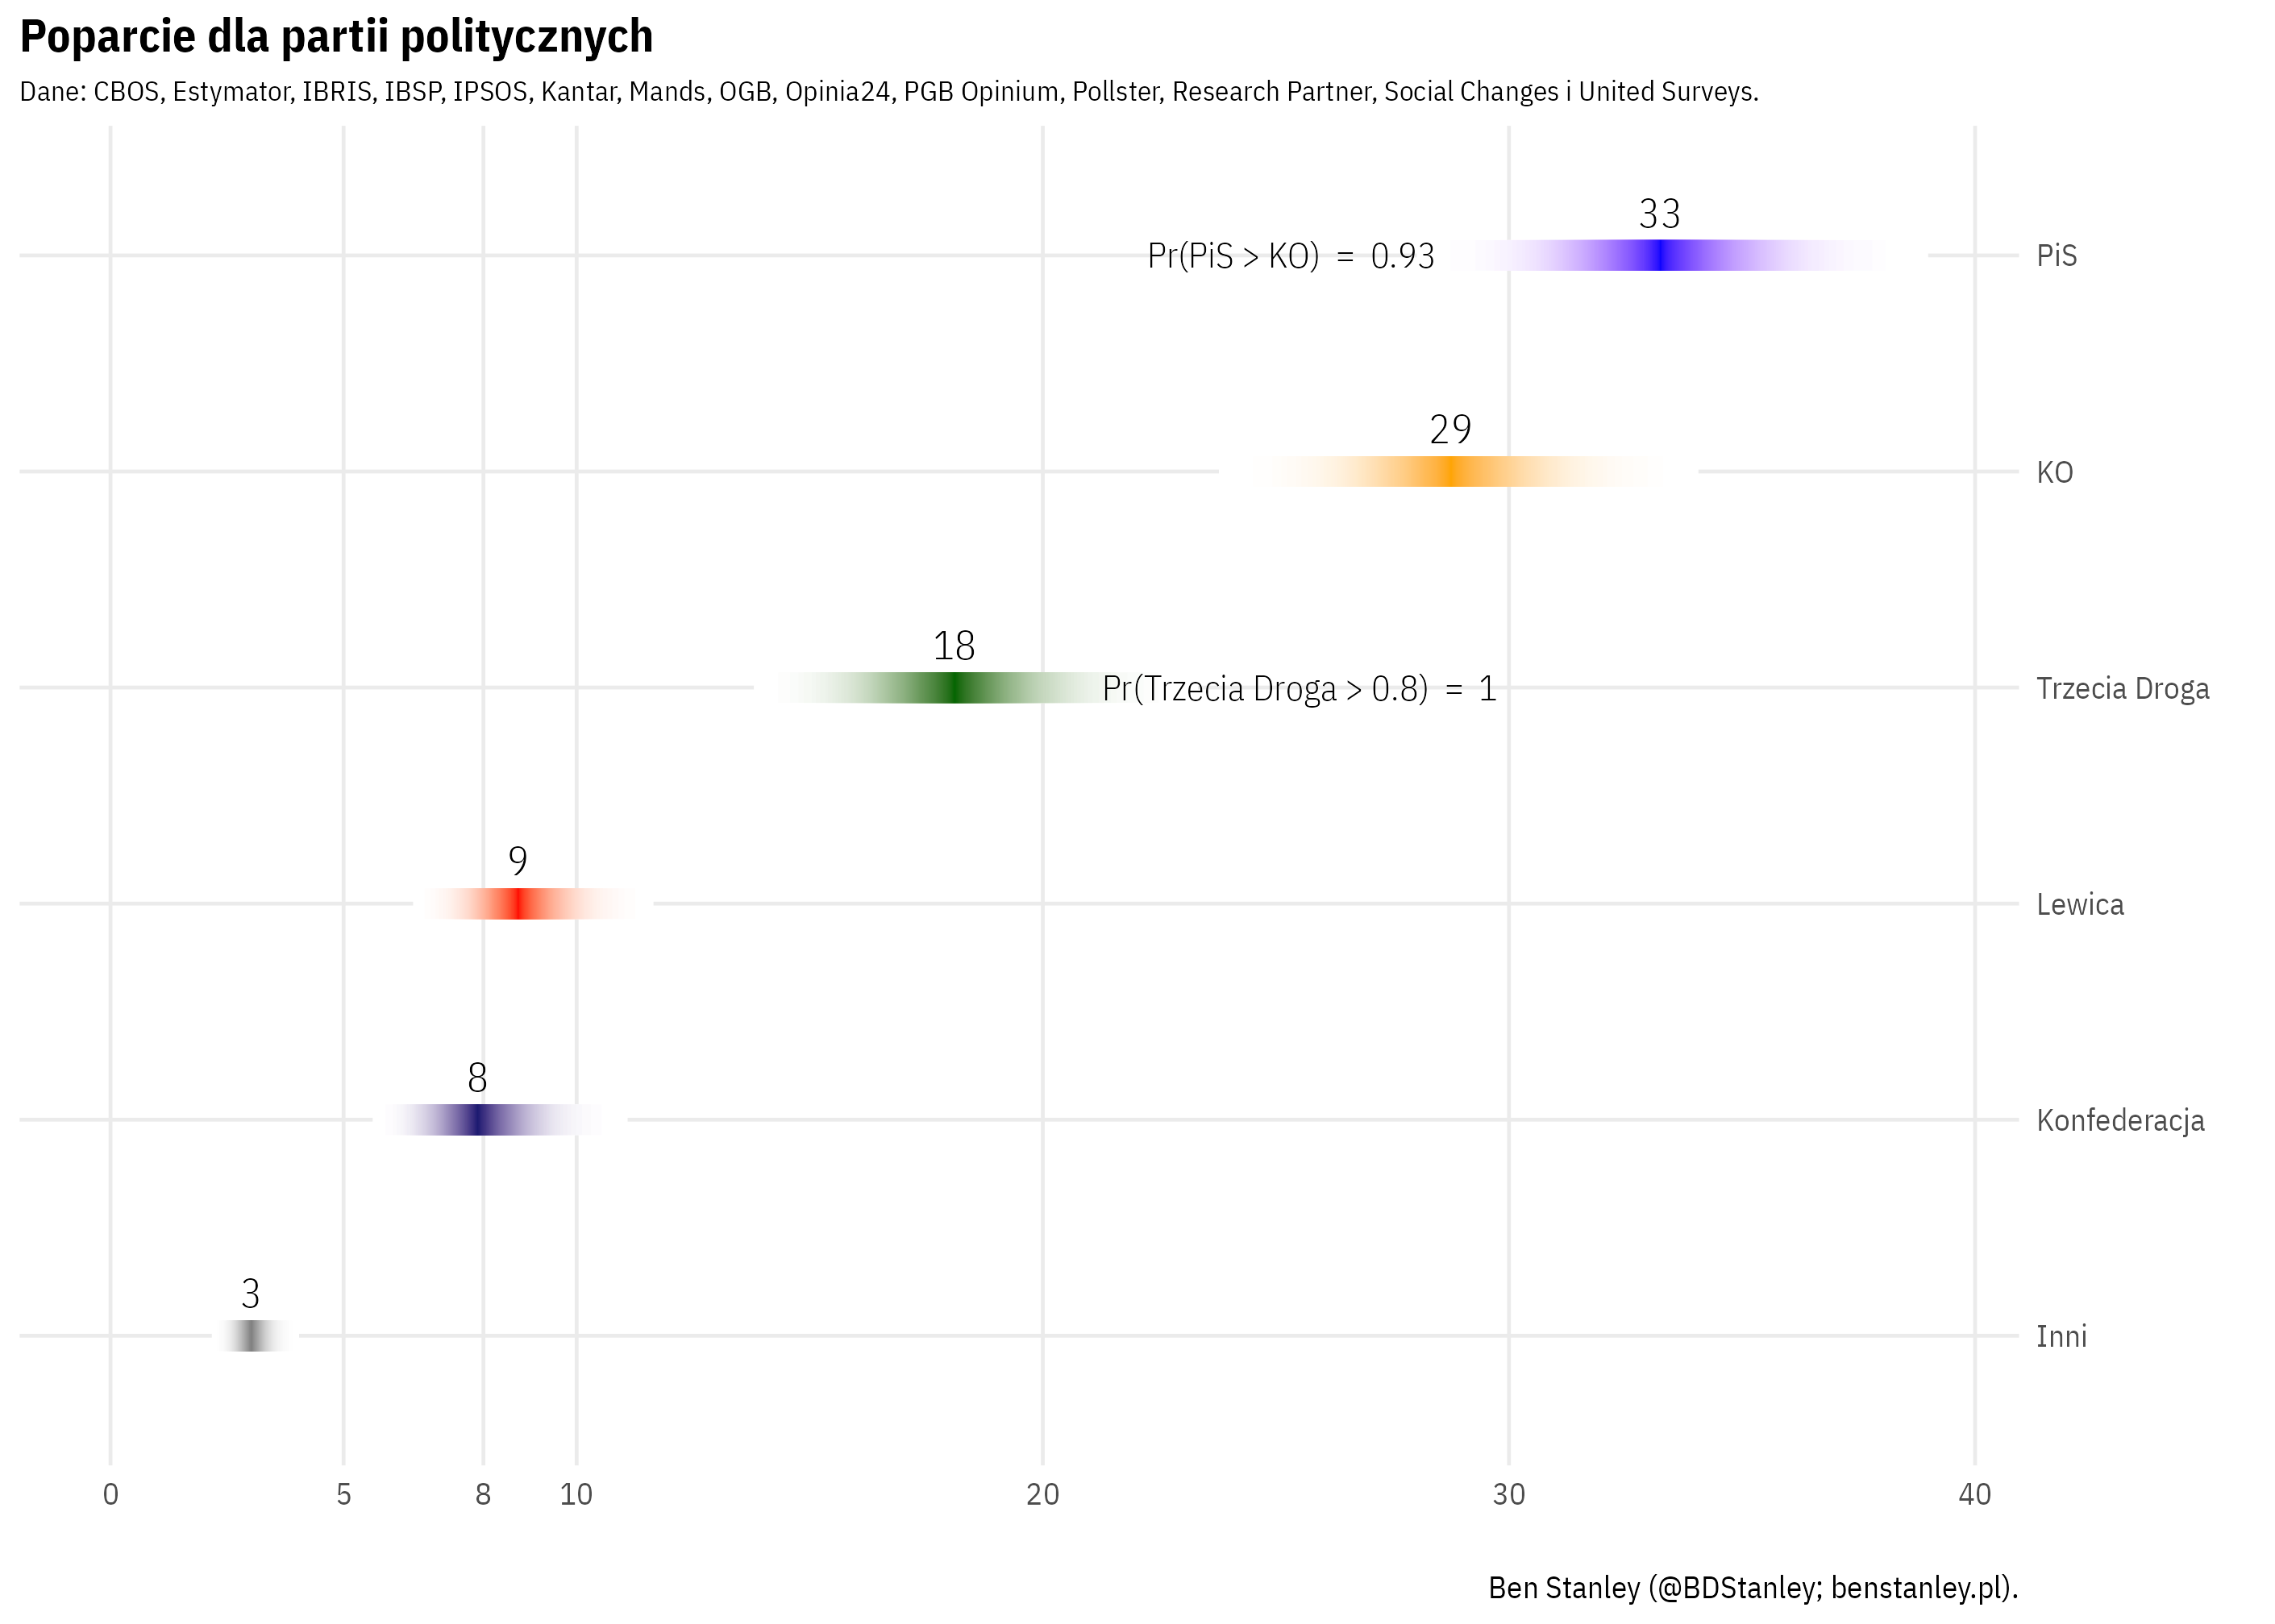 Poparcie dla partii politycznych
Dane: CBOS, Estymator, IBRIS, IBSP, IPSOS, Kantar, Mands, OGB, Opinia24, PGB Opinium, Pollster, Research Partner, Social Changes i United Surveys.
33
Pr(PiS > KO) = 0.93
PiS
29
KO
18
Pr(Trzecia Droga > 0.8) = 1
Trzecia Droga
9
Lewica
8
Konfederacja
3
Inni
0 5 8 10 20 30 40
Ben Stanley (@BDStanley; benstanley.pl).